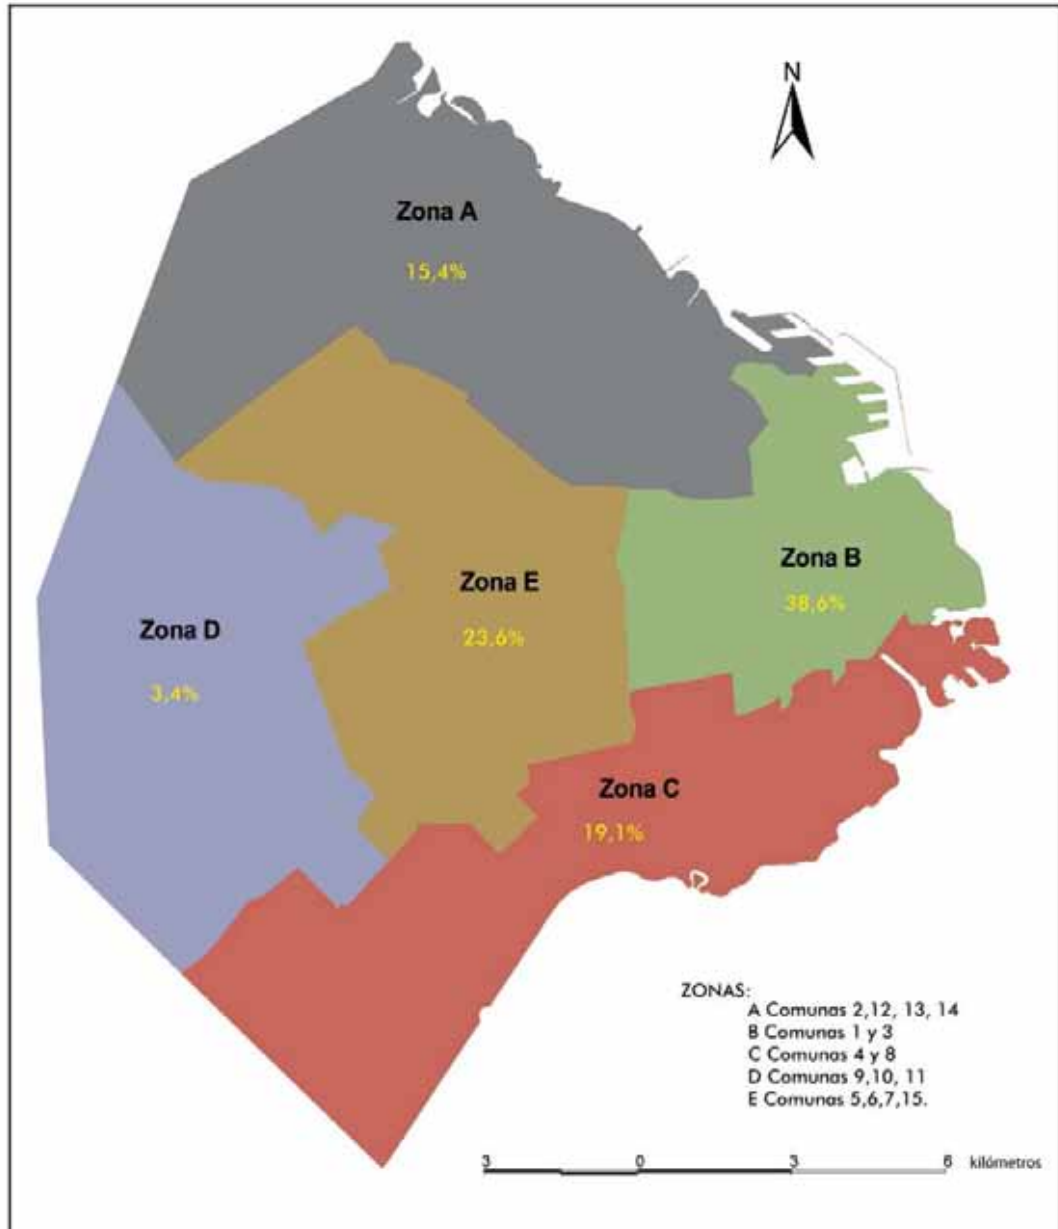 N
Zona A
15,4%
Zona B
38,6%
Zona E
23,6%
Zona D
3,4%
Zona C
19,1%
ZONAS:
A Comunas 2,12, 13, 14
B Comunas 1 y 3
C Comunas 4 y 8
D Comunas 9,10, 11
E Comunas 5,6,7,15.
3 0 3 6 kilómetros